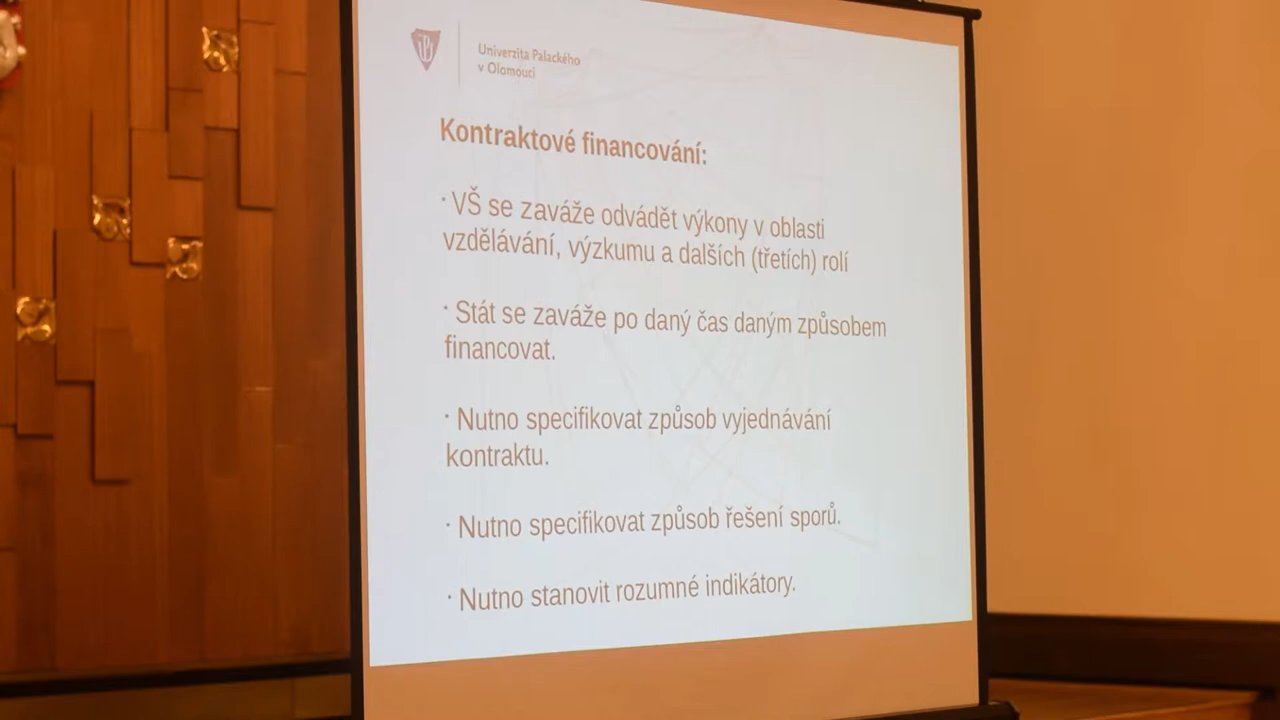 Univerzita Palackého
v Olomouci
Kontraktové financování:
· VŠ se zaváže odvádět výkony v oblasti
vzdělávání, výzkumu a dalších (třetích) rolí
· Stát se zaváže po daný čas daným způsobem
financovat.
· Nutno specifikovat způsob vyjednávání
kontraktu.
· Nutno specifikovat způsob řešení sporů.
· Nutno stanovit rozumné indikátory.